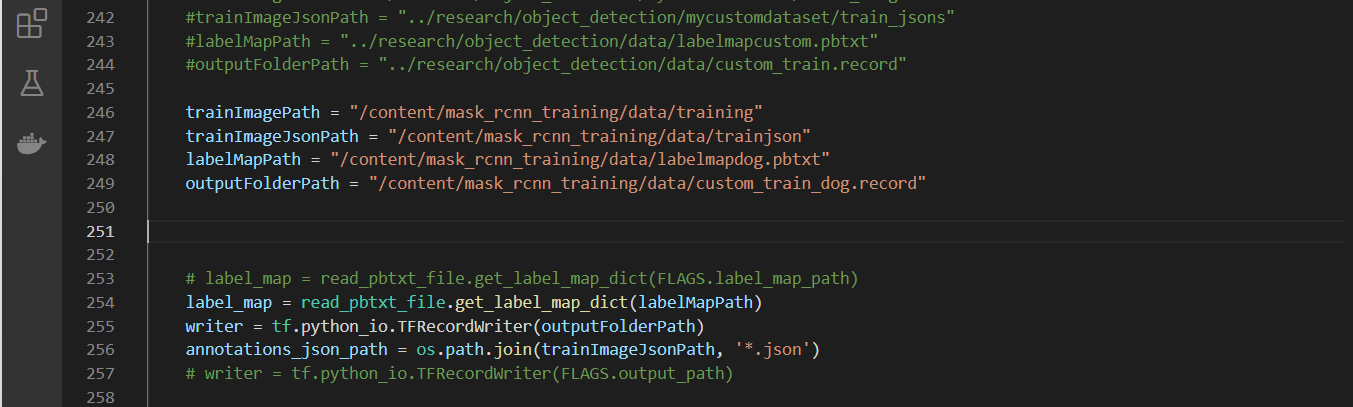 242 #trainImageJsonPath = "../research/object_detection/mycustomdataset/train_jsons"
243 #labelMapPath = "../research/object_detection/data/labelmapcustom.pbtxt"
244 #outputFolderPath = "../research/object_detection/data/custom_train.record"
245
246 trainImagePath = "/content/mask_rcnn_training/data/training"
247 trainImageJsonPath = "/content/mask_rcnn_training/data/trainjson"
248 labelMapPath = "/content/mask_rcnn_training/data/labelmapdog.pbtxt"
249 outputFolderPath = "/content/mask_rcnn_training/data/custom_train_dog.record"
250
251
252
253 # label_map = read_pbtxt_file.get_label_map_dict(FLAGS.label_map_path)
254 label_map = read_pbtxt_file.get_label_map_dict(labelMapPath)
255 writer = tf.python_io.TFRecordWriter(outputFolderPath)
256 annotations_json_path = os.path.join(trainImageJsonPath, '*.json')
257 # writer = tf.python_io.TFRecordWriter(FLAGS.output_path)
258